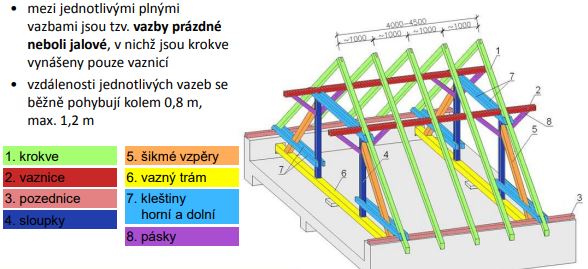 • mezi jednotlivými plnými
vazbami jsou tzv. vazby prázdné
neboli jalové, v nichž jsou krokve
vynášeny pouze vaznicí
• vzdálenosti jednotlivých vazeb se
běžně pohybují kolem 0,8 m,
max. 1,2 m
1. krokve
2. vaznice
3. pozednice
4. sloupky
5. šikmé vzpěry
6. vazný trám
7. kleštiny
horní a dolní
8. pásky
4000-4500
~1000 ~1000 ~1000 ~1000
1
7
2
8
5
4
7
6
3